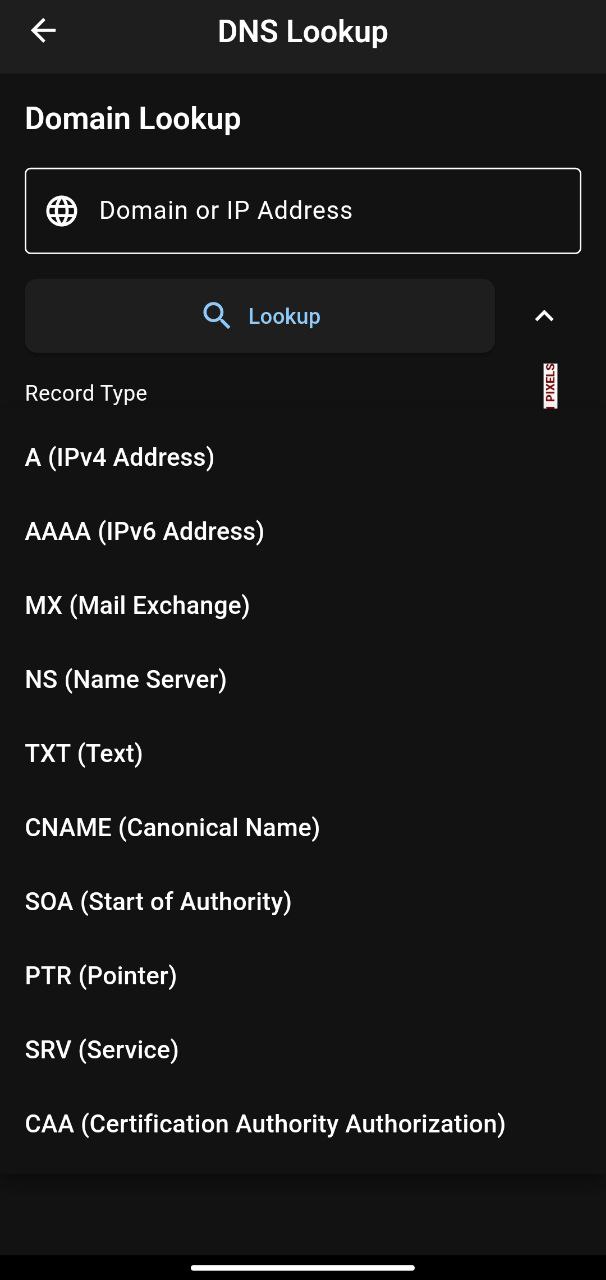 DNS Lookup
Domain Lookup
Domain or IP Address
Lookup
PIXELS
Record Type
A (IPv4 Address)
AAAA (IPv6 Address)
MX (Mail Exchange)
NS (Name Server)
TXT (Text)
CNAME (Canonical Name)
SOA (Start of Authority)
PTR (Pointer)
SRV (Service)
CAA (Certification Authority Authorization)